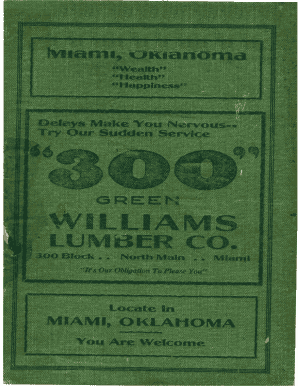 Miami, Oklahoma
"Wealth"
"Health"
"Happiness"
Deleys Make You Nervous--
Try Our Sudden Service
"300"
GREEN
WILLIAMS
LUMBER CO.
300 Block . . North Main . . Miami
"It's Our Obligation To Please You"
Locate in
MIAMI, OKLAHOMA
You Are Welcome